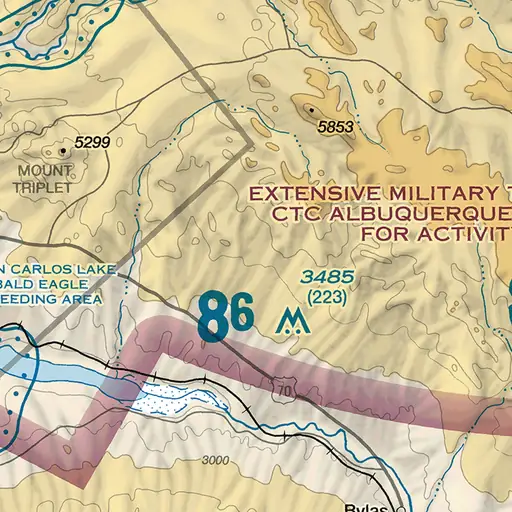 5299
5853
MOUNT
TRIPLET
EXTENSIVE MILITARY
CTC ALBUQUERQUE
FOR ACTIVIT
N CARLOS LAKE
BALD EAGLE
EEDING AREA
3485
(223)
86
70
3000
Bylas